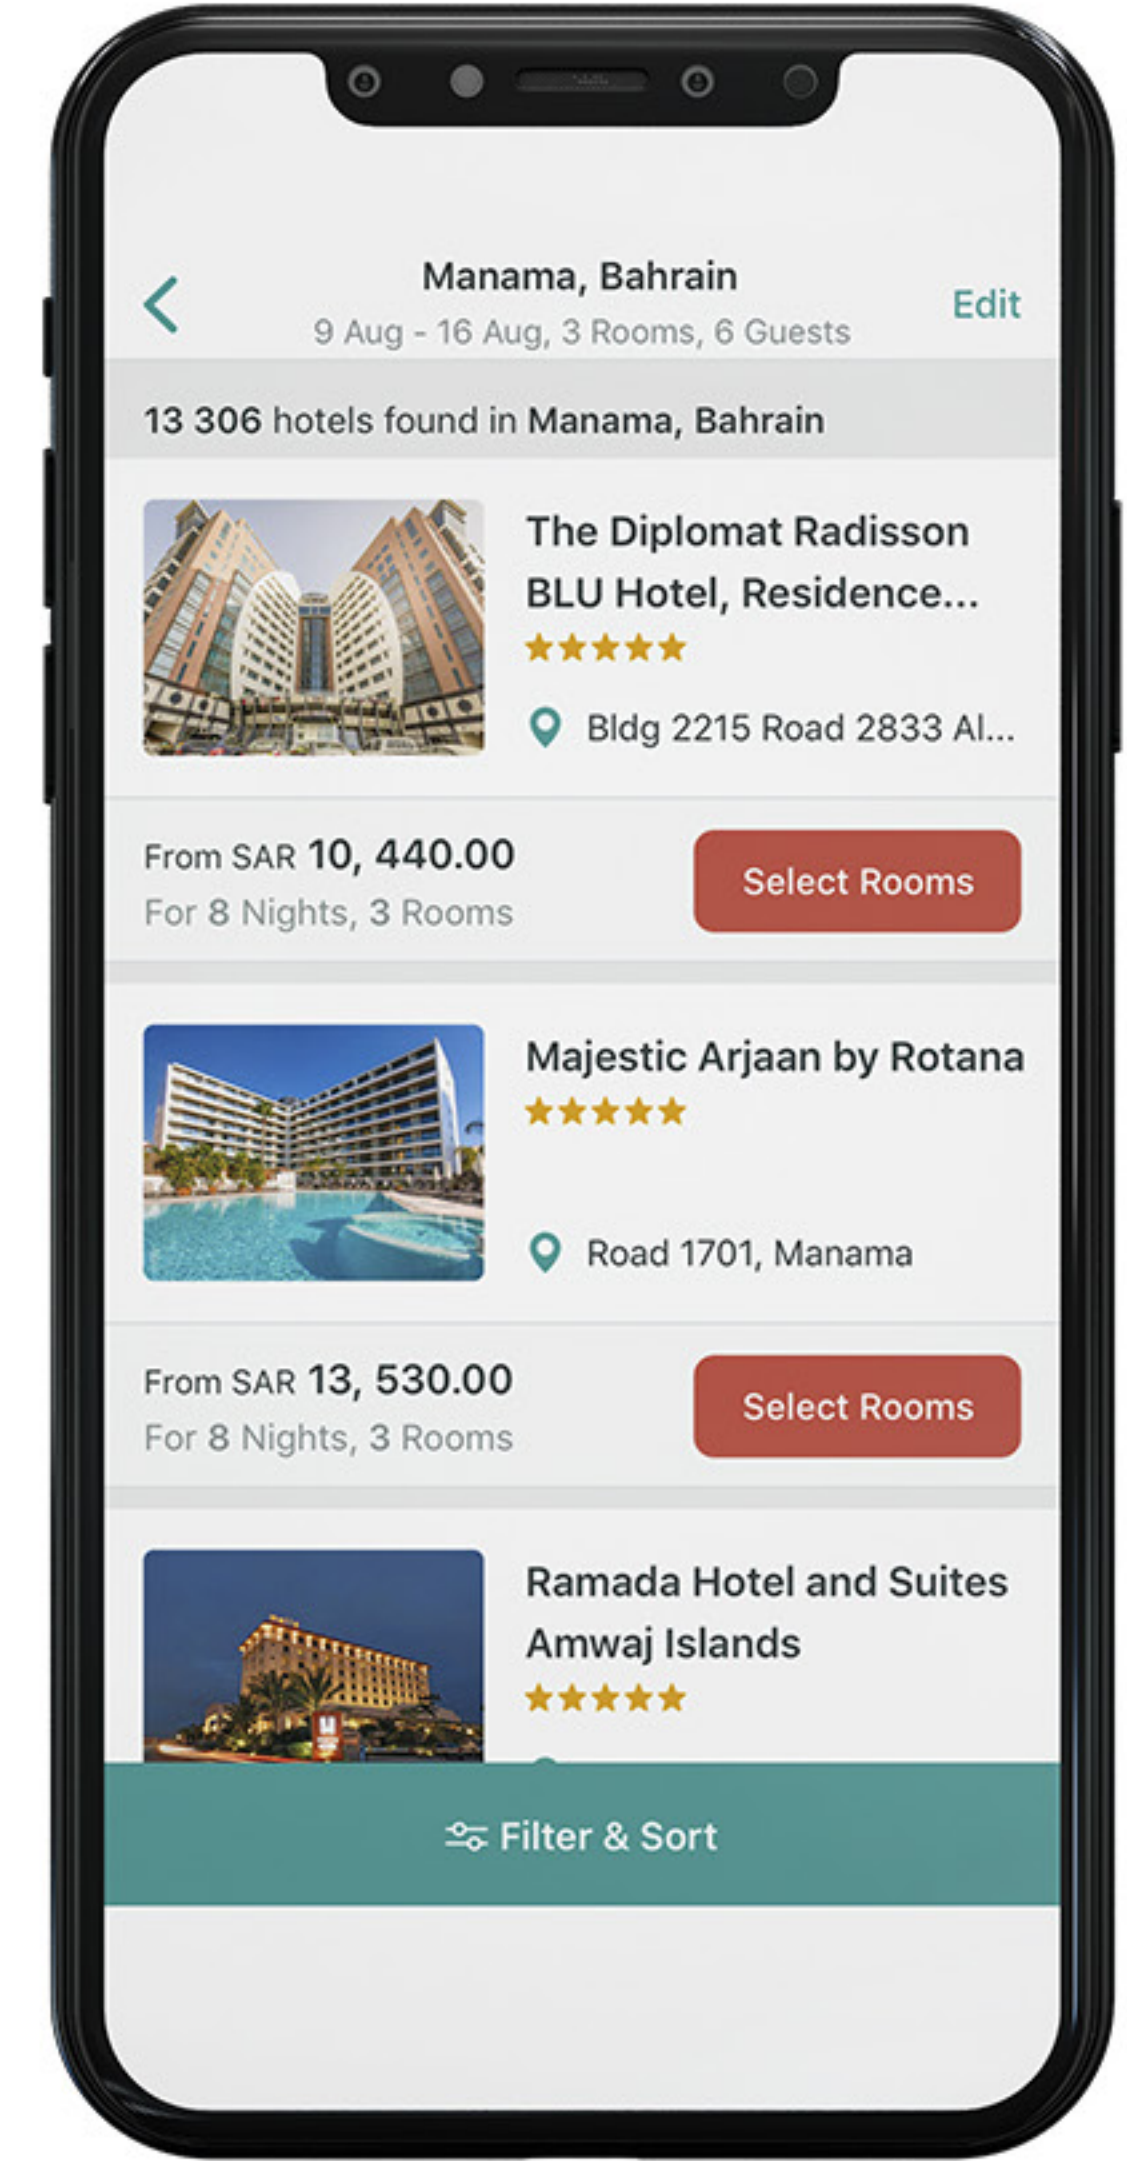 Manama, Bahrain
9 Aug - 16 Aug, 3 Rooms, 6 Guests
Edit
13 306 hotels found in Manama, Bahrain
The Diplomat Radisson
BLU Hotel, Residence...
Bldg 2215 Road 2833 Al...
From SAR 10, 440.00
For 8 Nights, 3 Rooms
Select Rooms
Majestic Arjaan by Rotana
Road 1701, Manama
From SAR 13, 530.00
For 8 Nights, 3 Rooms
Select Rooms
Ramada Hotel and Suites
Amwaj Islands
Filter & Sort